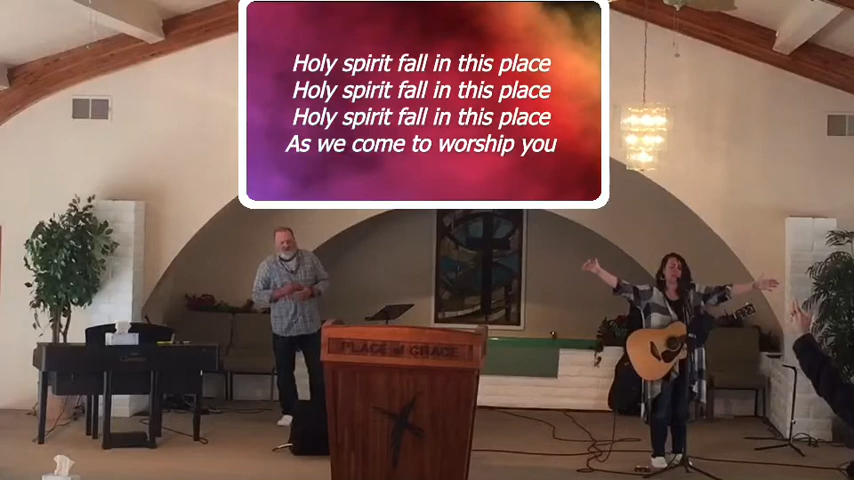 Holy spirit fall in this place
Holy spirit fall in this place
Holy spirit fall in this place
As we come to worship you
PLACE of GRACE